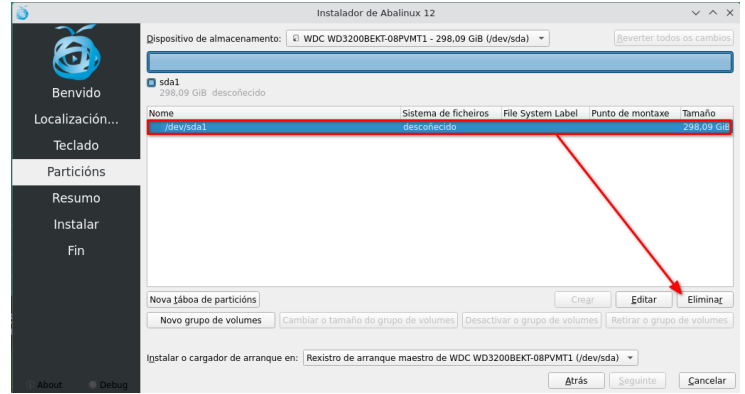 Instalador de Abalinux 12
Dispositivo de almacenamento: WDC WD3200BEKT-08PVMT1 - 298,09 GiB (/dev/sda) Reverter todos os cambios
sda1
298,09 GiB descoñecido
Benvido
Localización...
Teclado
Particións
Resumo
Instalar
Fin
Nome Sistema de ficheiros File System Label Punto de montaxe Tamaño
/dev/sda1 descoñecido 298,09 GiB
Nova táboa de particións Crear Editar Eliminar
Novo grupo de volumes Cambiar o tamaño do grupo de volumes Desactivar o grupo de volumes Retirar o grupo de volumes
Instalar o cargador de arranque en: Rexistro de arranque maestro de WDC WD3200BEKT-08PVMT1 (/dev/sda)
About Debug
Atrás Seguinte Cancelar